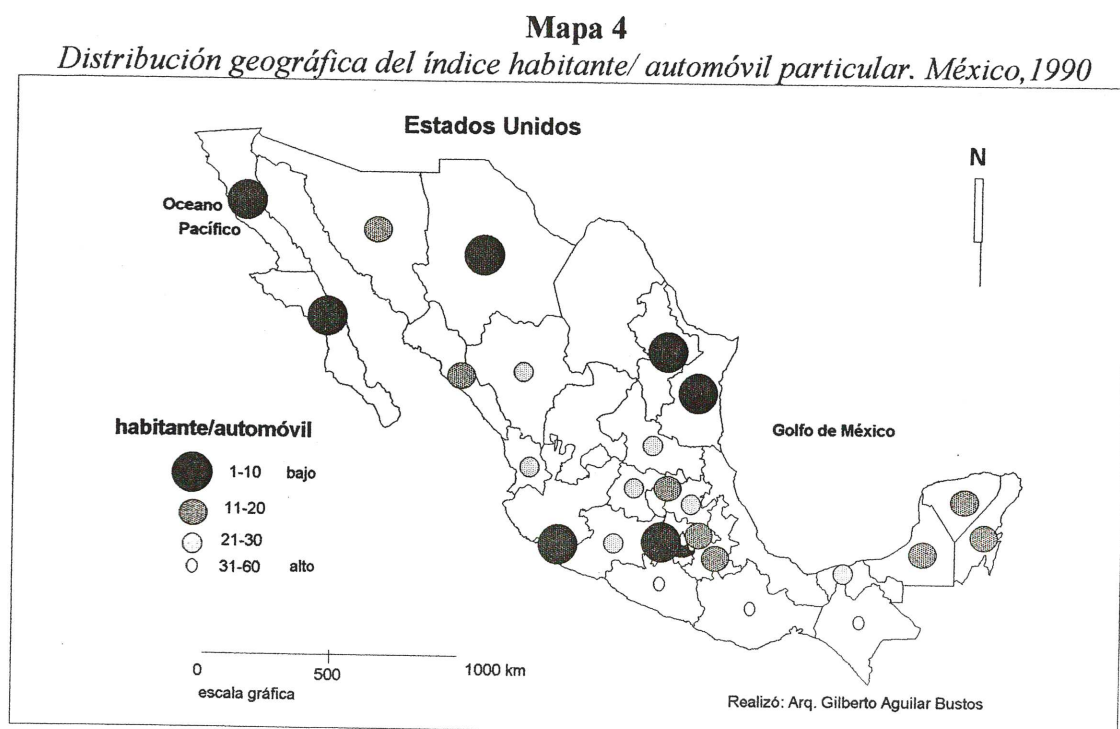 Mapa 4
Distribución geográfica del índice habitante/ automóvil particular. México, 1990
Estados Unidos
N
Oceano
Pacífico
Golfo de México
habitante/automóvil
1-10 bajo
11-20
21-30
31-60 alto
0 500 1000 km
escala gráfica
Realizó: Arq. Gilberto Aguilar Bustos